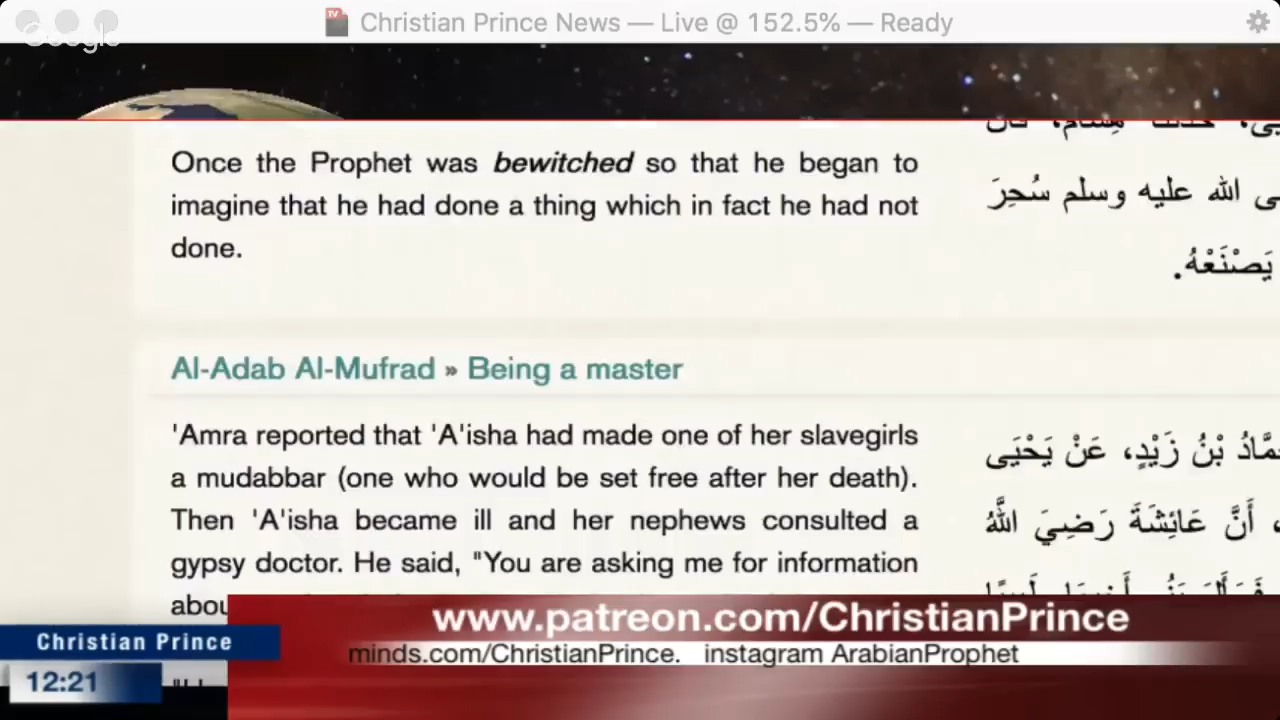 Christian Prince News — Live @ 152.5% — Ready
Google
Once the Prophet was bewitched so that he began to
imagine that he had done a thing which in fact he had not
done.
ى الله عليه وسلم سُحِرَ
يَصْنَعْهُ.
Al-Adab Al-Mufrad » Being a master
'Amra reported that 'A'isha had made one of her slavegirls
a mudabbar (one who would be set free after her death).
Then 'A'isha became ill and her nephews consulted a
gypsy doctor. He said, "You are asking me for information
بْنُ زَيْدٍ، عَنْ يَحْيَى
أَنَّ عَائِشَةَ رَضِيَ اللَّهُ
www.patreon.com/ChristianPrince
Christian Prince
minds.com/ChristianPrince. instagram ArabianProphet
12:21